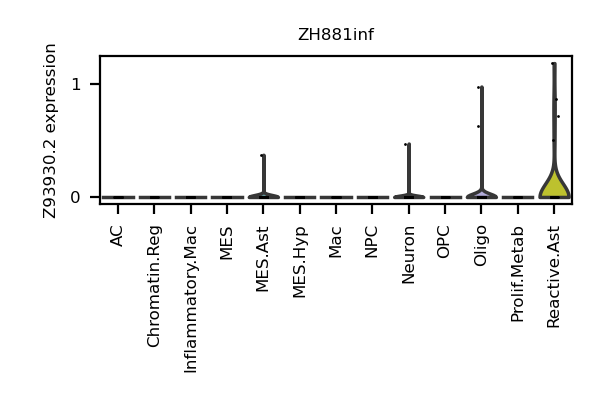 ZH881inf
Z93930.2 expression
1
0
AC
Chromatin.Reg
Inflammatory.Mac
MES
MES.Ast
MES.Hyp
Mac
NPC
Neuron
OPC
Oligo
Prolif.Metab
Reactive.Ast